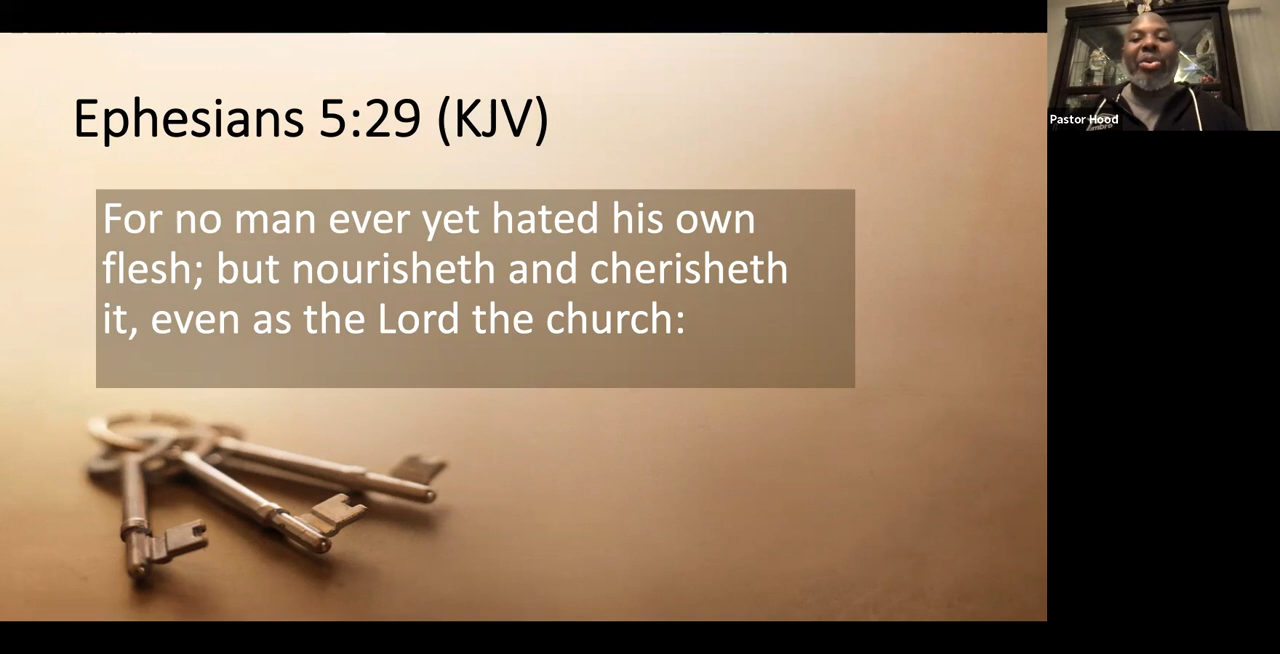 Ephesians 5:29 (KJV)
For no man ever yet hated his own
flesh; but nourisheth and cherisheth
it, even as the Lord the church:
Pastor Hood